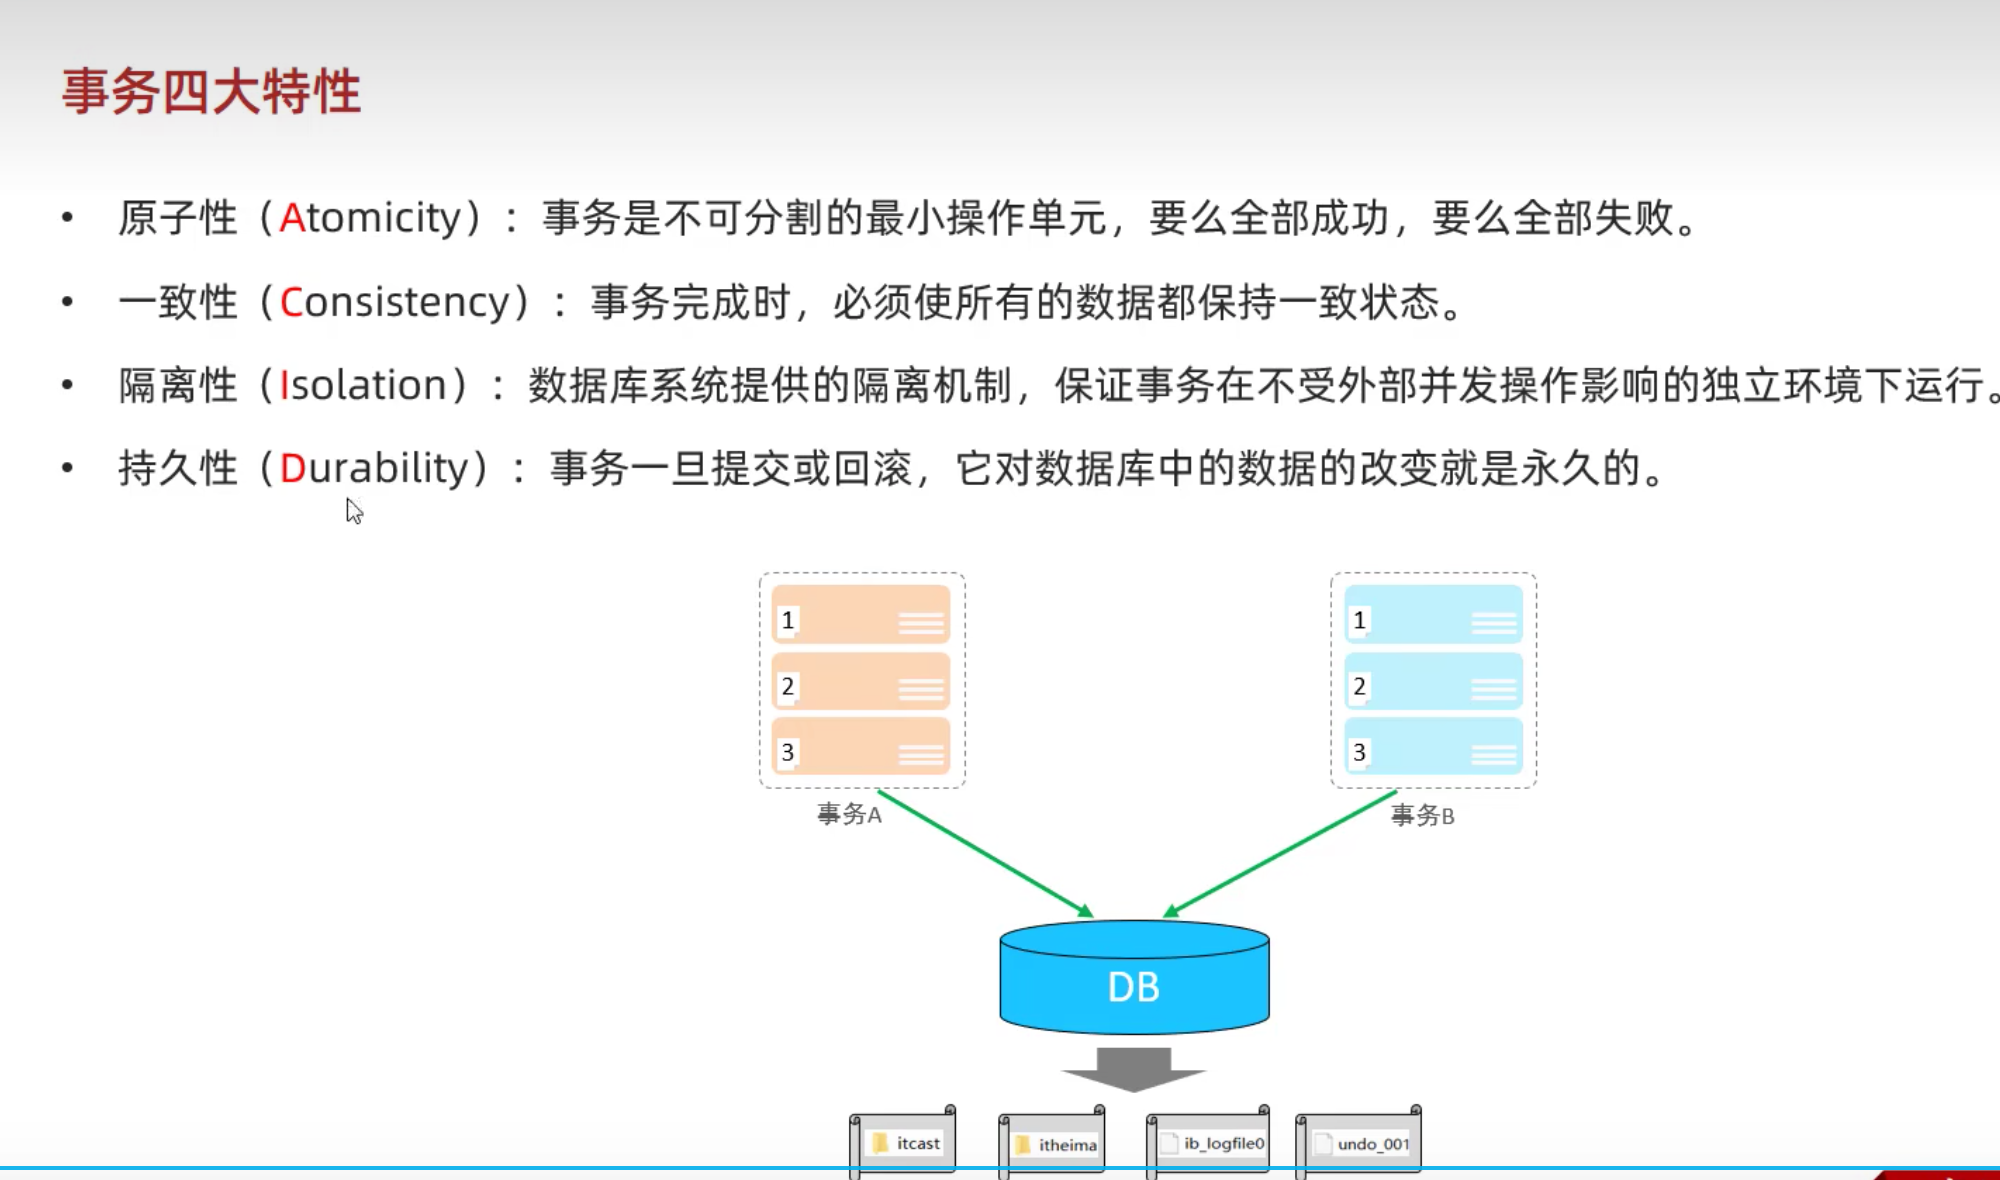 事务四大特性
• 原子性（Atomicity）：事务是不可分割的最小操作单元，要么全部成功，要么全部失败。
• 一致性（Consistency）：事务完成时，必须使所有的数据都保持一致状态。
• 隔离性（Isolation）：数据库系统提供的隔离机制，保证事务在不受外部并发操作影响的独立环境下运行。
• 持久性（Durability）：事务一旦提交或回滚，它对数据库中的数据的改变就是永久的。
1
2
3
事务A
1
2
3
事务B
DB
itcast
itheima
ib_logfile0
undo_001